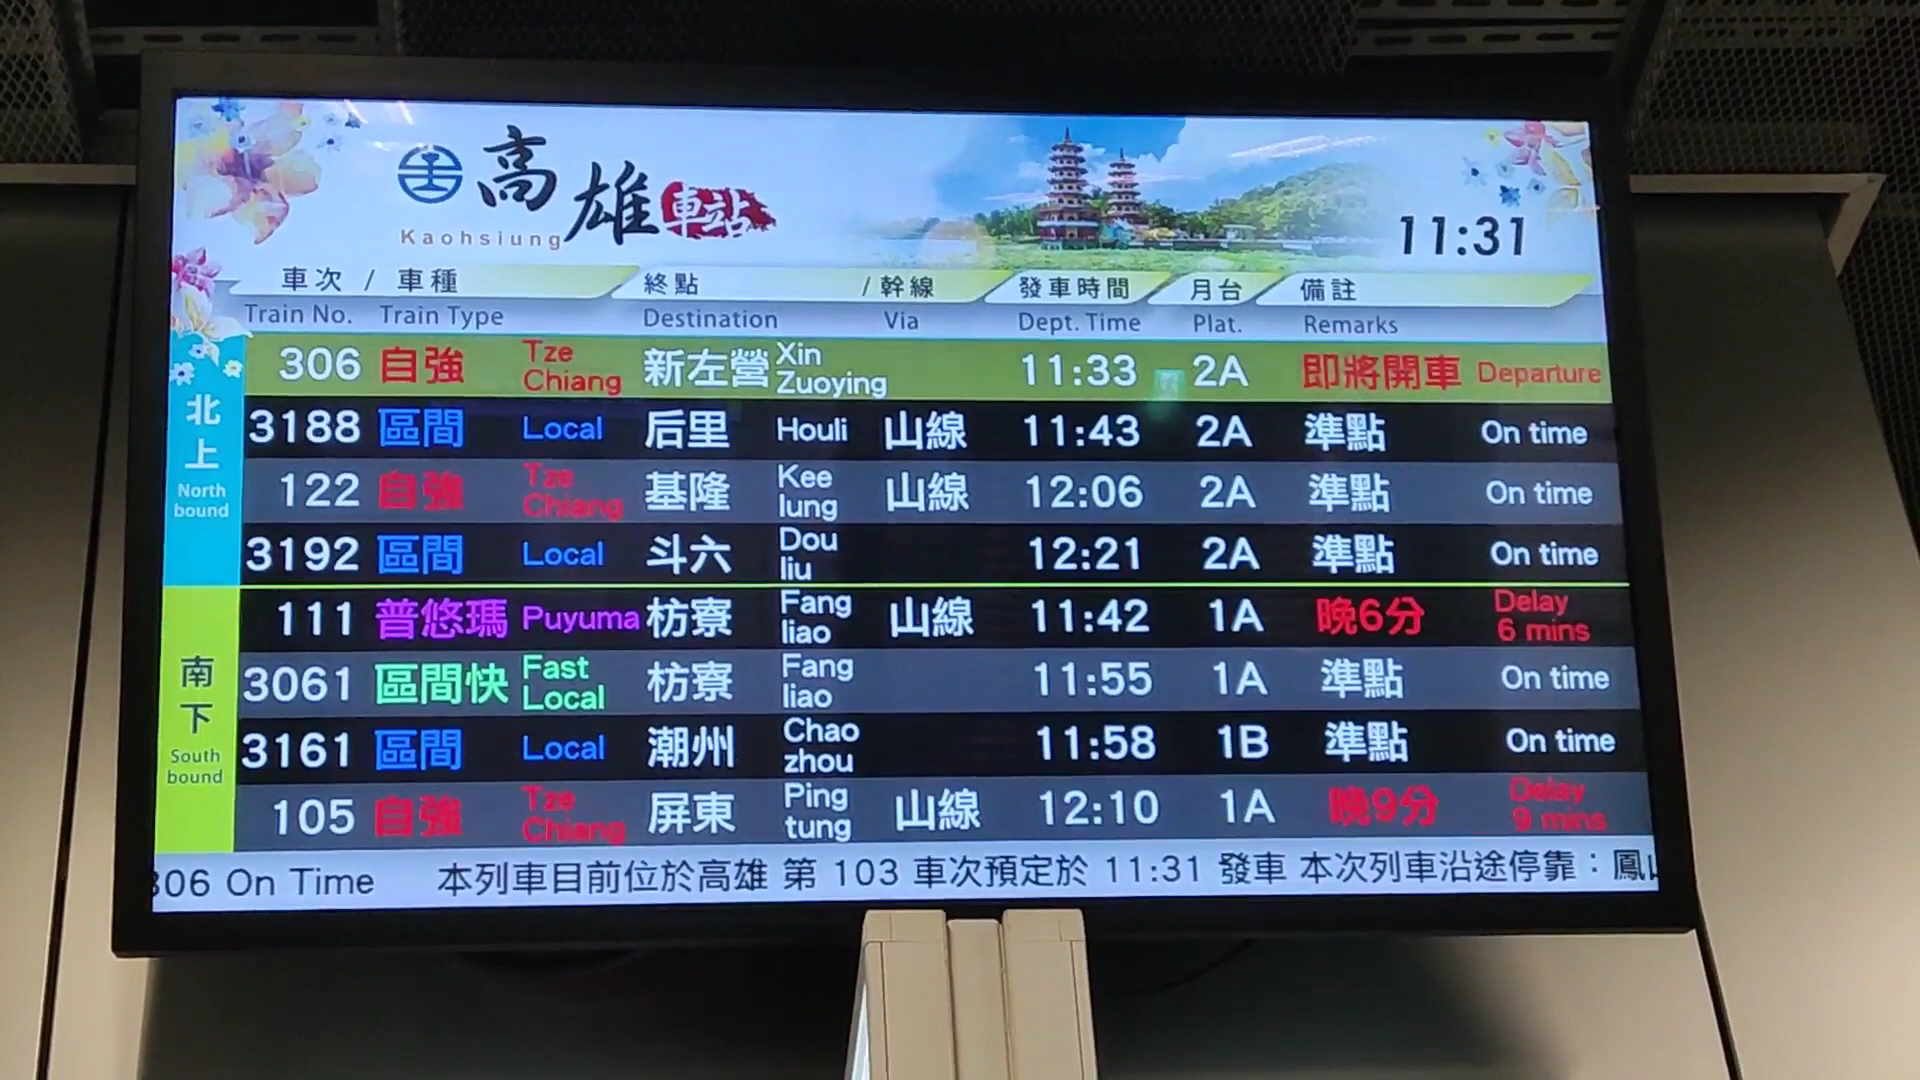 高雄車站
Kaohsiung
11:31
車次 / 車種 終點 / 幹線 發車時間 月台 備註
Train No. Train Type Destination Via Dept. Time Plat. Remarks
北上
North bound
306 自強 Tze Chiang 新左營 Xin Zuoying 11:33 2A 即將開車 Departure
3188 區間 Local 后里 Houli 山線 11:43 2A 準點 On time
122 自強 Tze Chiang 基隆 Kee lung 山線 12:06 2A 準點 On time
3192 區間 Local 斗六 Dou liu 12:21 2A 準點 On time
南下
South bound
111 普悠瑪 Puyuma 枋寮 Fang liao 山線 11:42 1A 晚6分 Delay 6 mins
3061 區間快 Fast Local 枋寮 Fang liao 11:55 1A 準點 On time
3161 區間 Local 潮州 Chao zhou 11:58 1B 準點 On time
105 自強 Tze Chiang 屏東 Ping tung 山線 12:10 1A 晚9分 Delay 9 mins
306 On Time 本列車目前位於高雄 第 103 車次預定於 11:31 發車 本次列車沿途停靠：鳳山